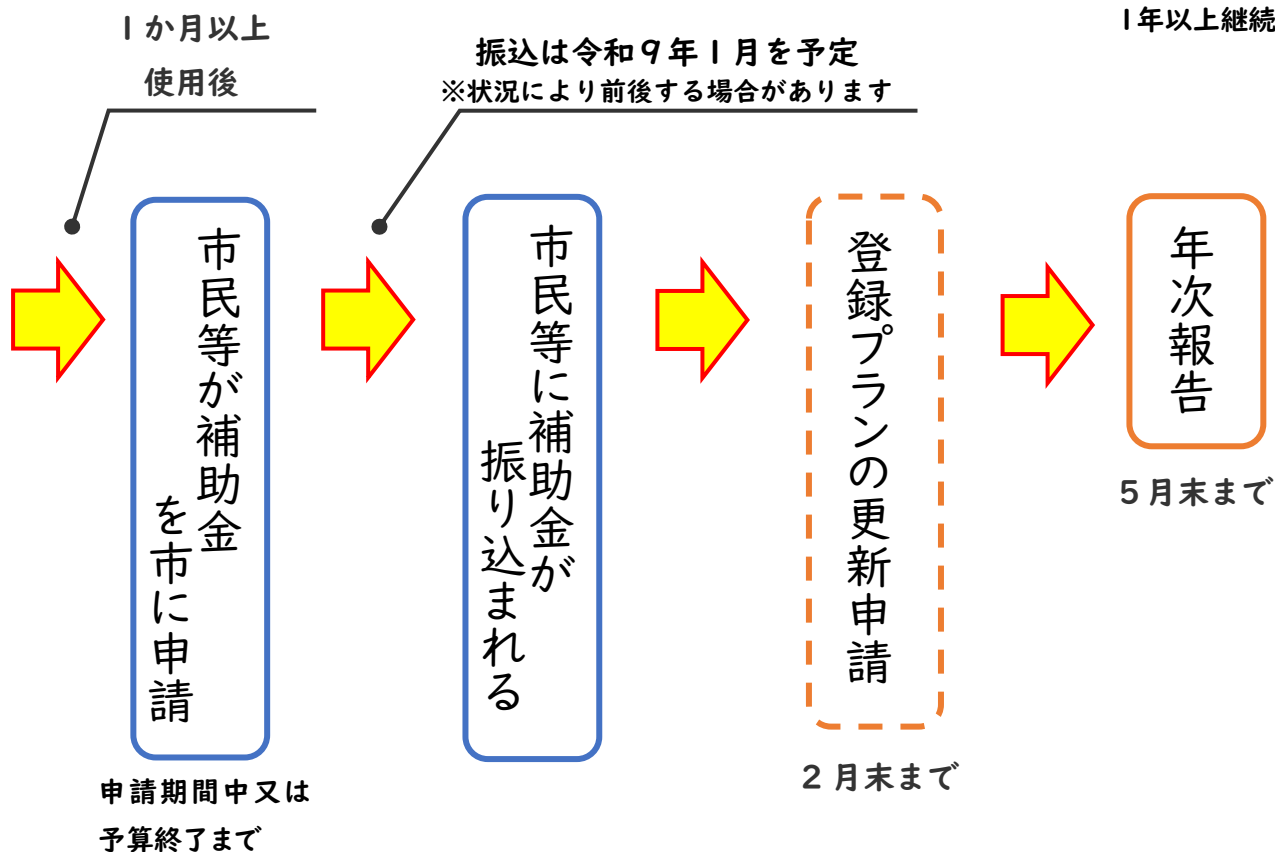 1か月以上
使用後
振込は令和9年1月を予定
※状況により前後する場合があります
1年以上継続
市民等が補助金
を市に申請
市民等に補助金が
振り込まれる
登録プランの更新申請
年次報告
申請期間中又は
予算終了まで
2月末まで
5月末まで